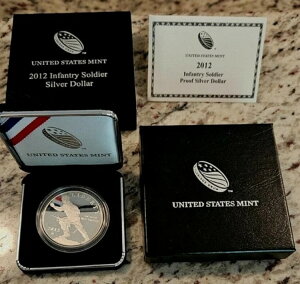 UNITED STATES MINT
2012 Infantry Soldier
Silver Dollar
UNITED STATES MINT
2012
Infantry Soldier
Proof Silver Dollar
UNITED STATES MINT
UNITED STATES MINT